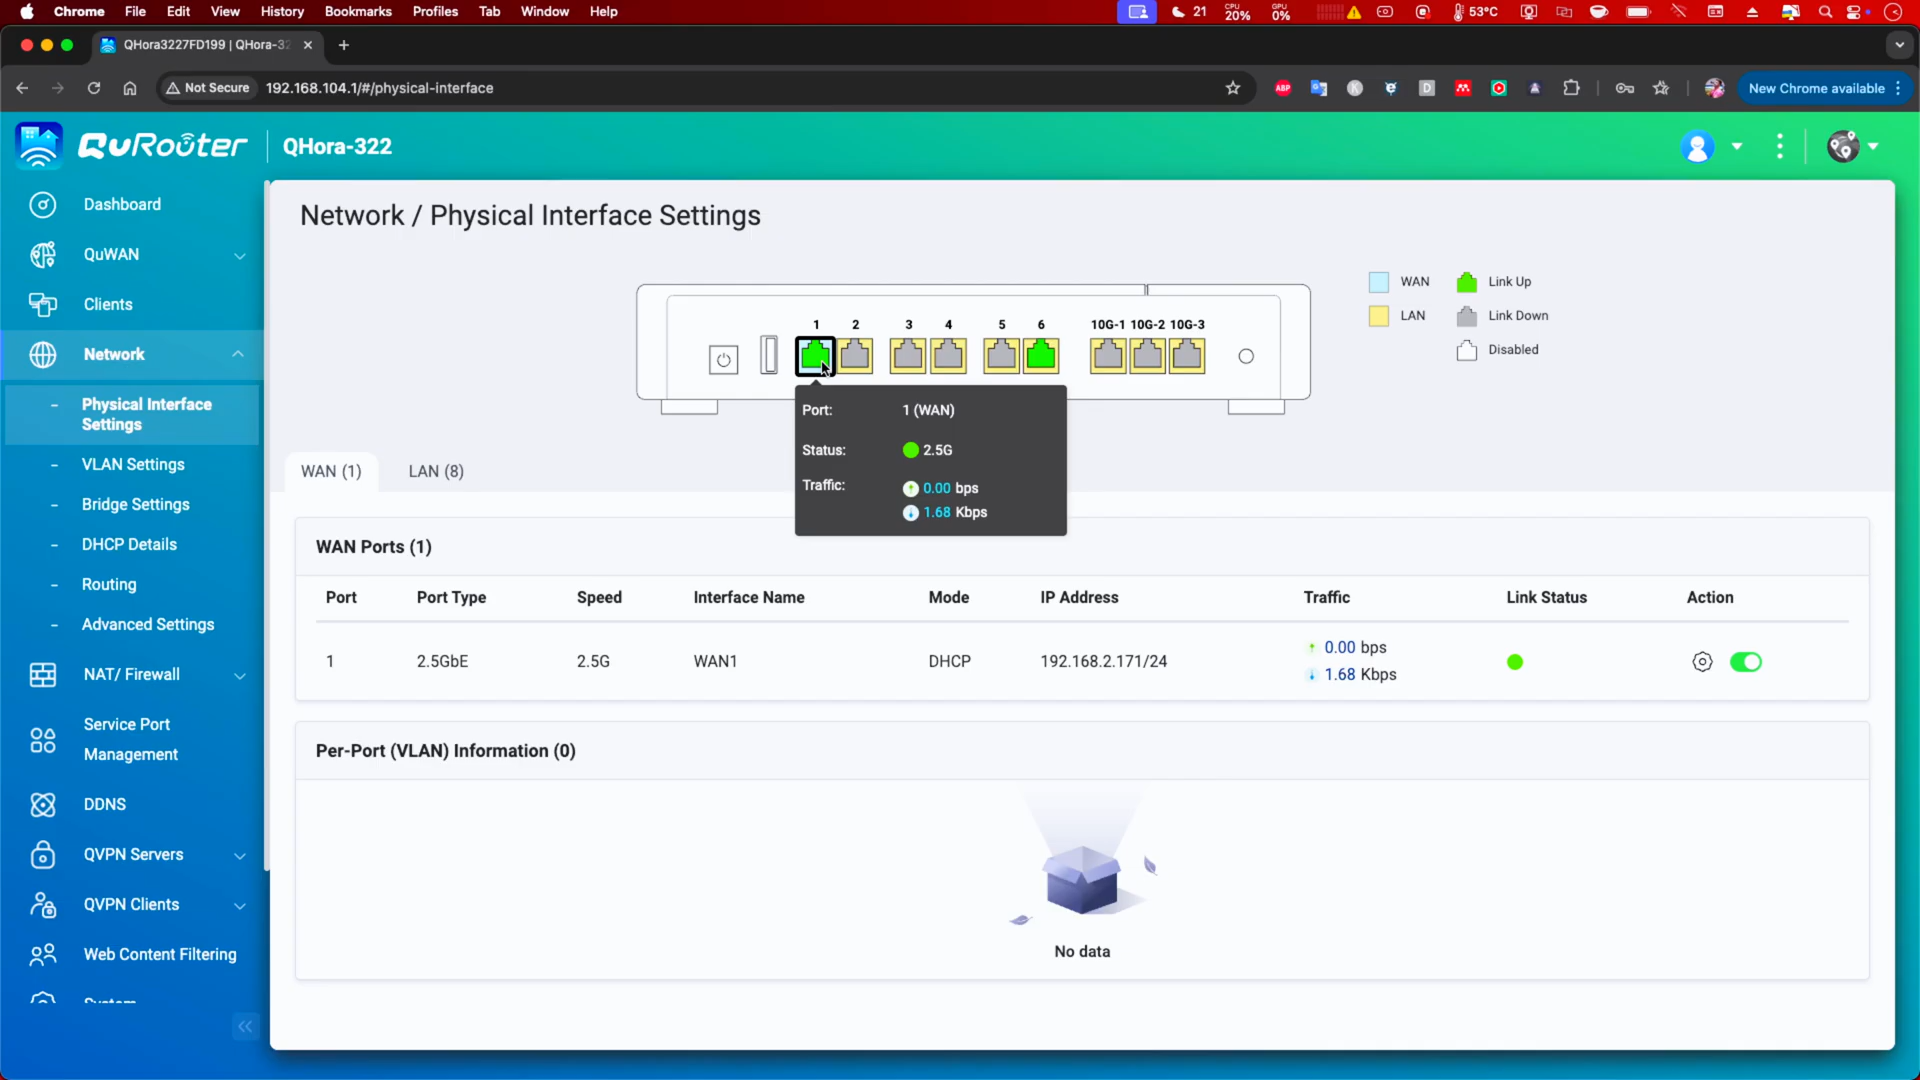 Chrome File Edit View History Bookmarks Profiles Tab Window Help
21 CPU 20% GPU 0% 53°C
QHora3227FD199 | QHora-32
Not Secure 192.168.104.1/#/physical-interface
ABP
New Chrome available
QuRouter QHora-322
Dashboard
QuWAN
Clients
Network
- Physical Interface
Settings
- VLAN Settings
- Bridge Settings
- DHCP Details
- Routing
- Advanced Settings
NAT/ Firewall
Service Port
Management
DDNS
QVPN Servers
QVPN Clients
Web Content Filtering
System
Network / Physical Interface Settings
1 2 3 4 5 6 10G-1 10G-2 10G-3
WAN Link Up
LAN Link Down
Disabled
Port: 1 (WAN)
Status: 2.5G
Traffic: 0.00 bps
1.68 Kbps
WAN (1) LAN (8)
WAN Ports (1)
Port Port Type Speed Interface Name Mode IP Address Traffic Link Status Action
1 2.5GbE 2.5G WAN1 DHCP 192.168.2.171/24 0.00 bps
1.68 Kbps
Per-Port (VLAN) Information (0)
No data